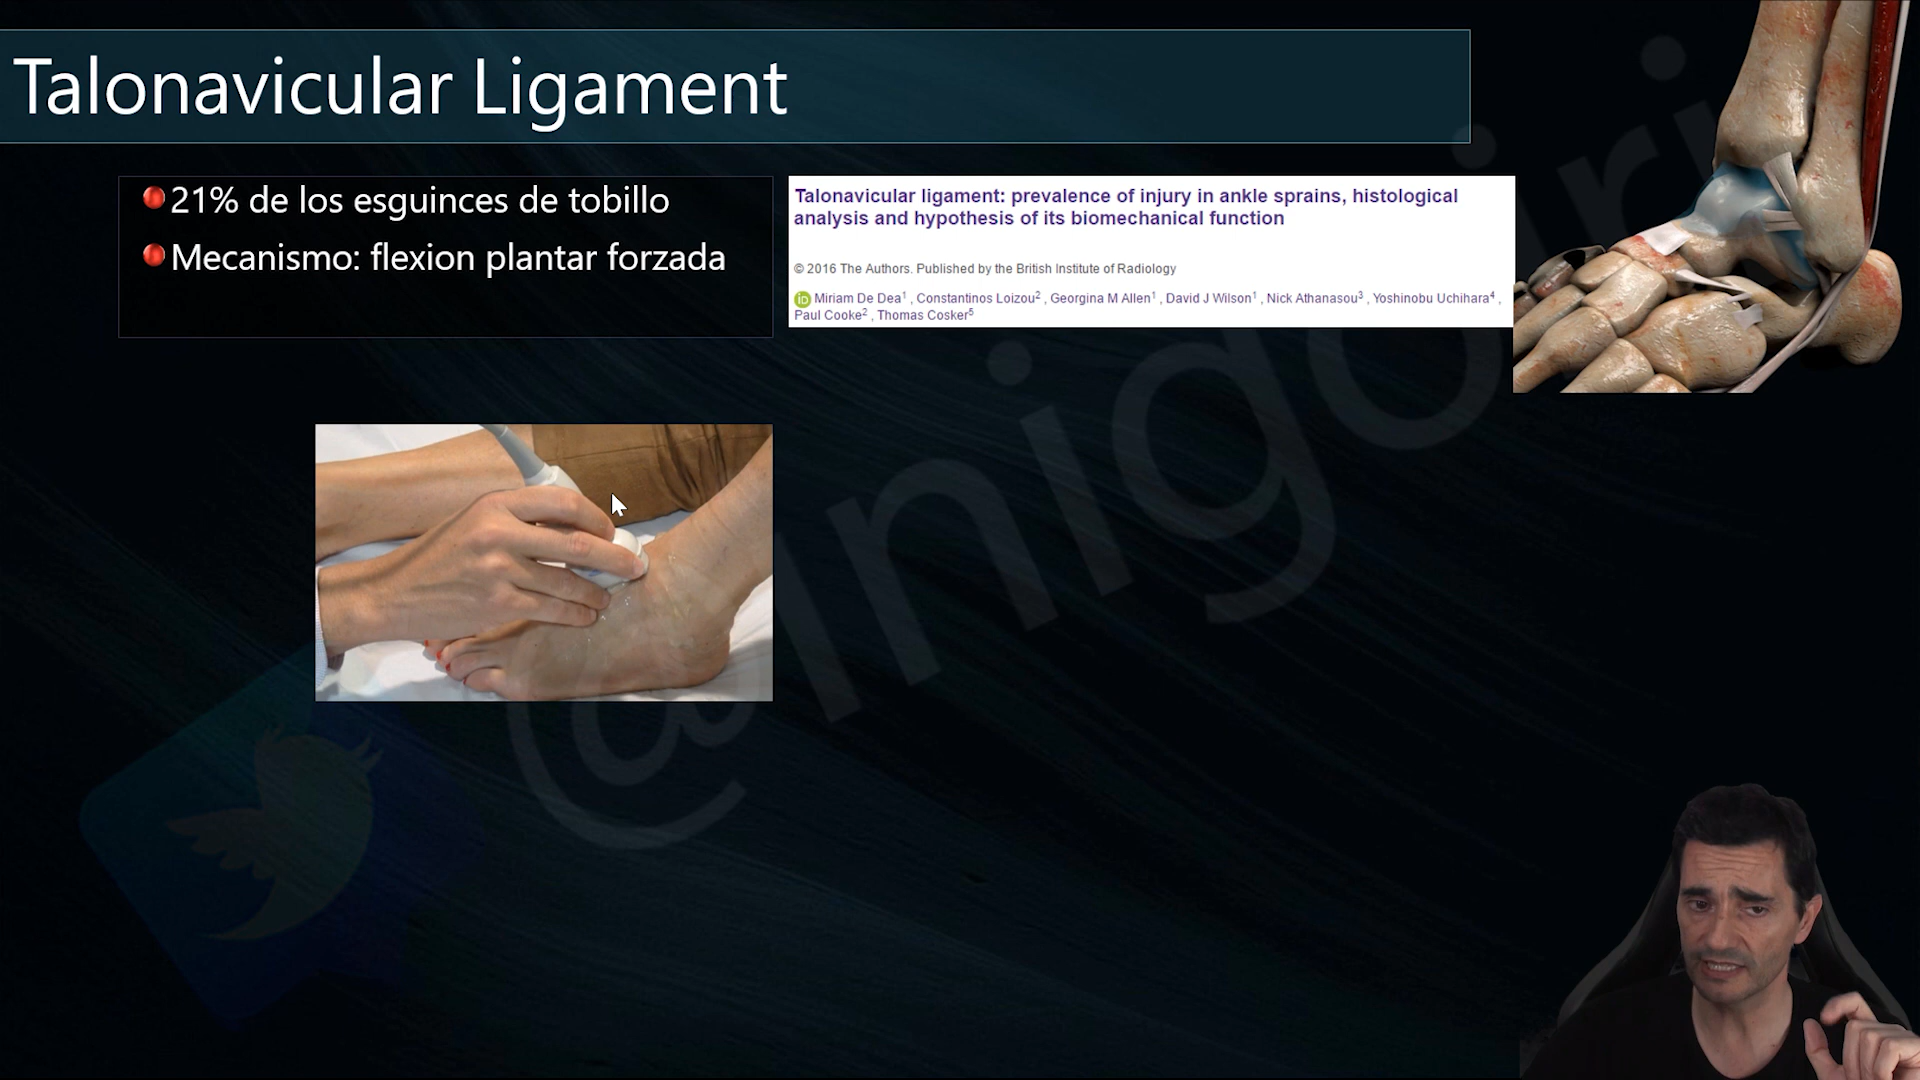 Talonavicular Ligament
21% de los esguinces de tobillo
Mecanismo: flexion plantar forzada
Talonavicular ligament: prevalence of injury in ankle sprains, histological
analysis and hypothesis of its biomechanical function
© 2016 The Authors. Published by the British Institute of Radiology
iD Miriam De Dea1 , Constantinos Loizou2 , Georgina M Allen1 , David J Wilson1 , Nick Athanasou3 , Yoshinobu Uchihara4 ,
Paul Cooke2 , Thomas Cosker5
@inigoiri